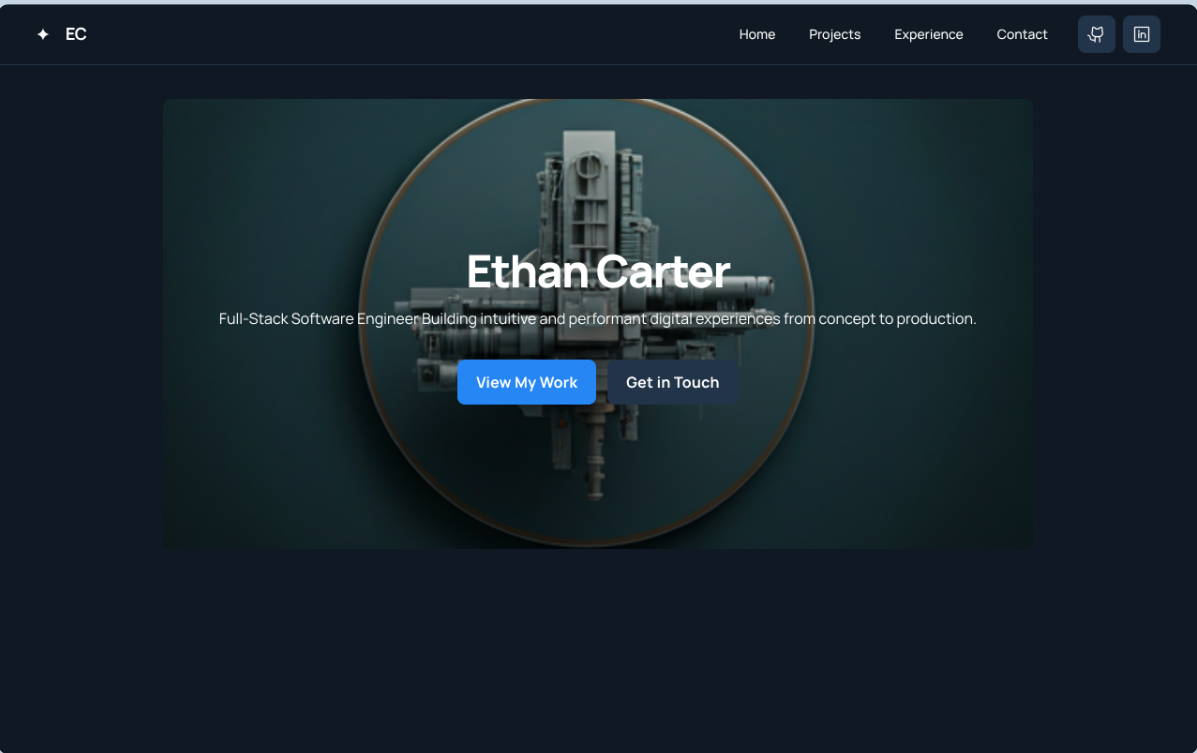 EC
Home Projects Experience Contact
in
Ethan Carter
Full-Stack Software Engineer Building intuitive and performant digital experiences from concept to production.
View My Work Get in Touch